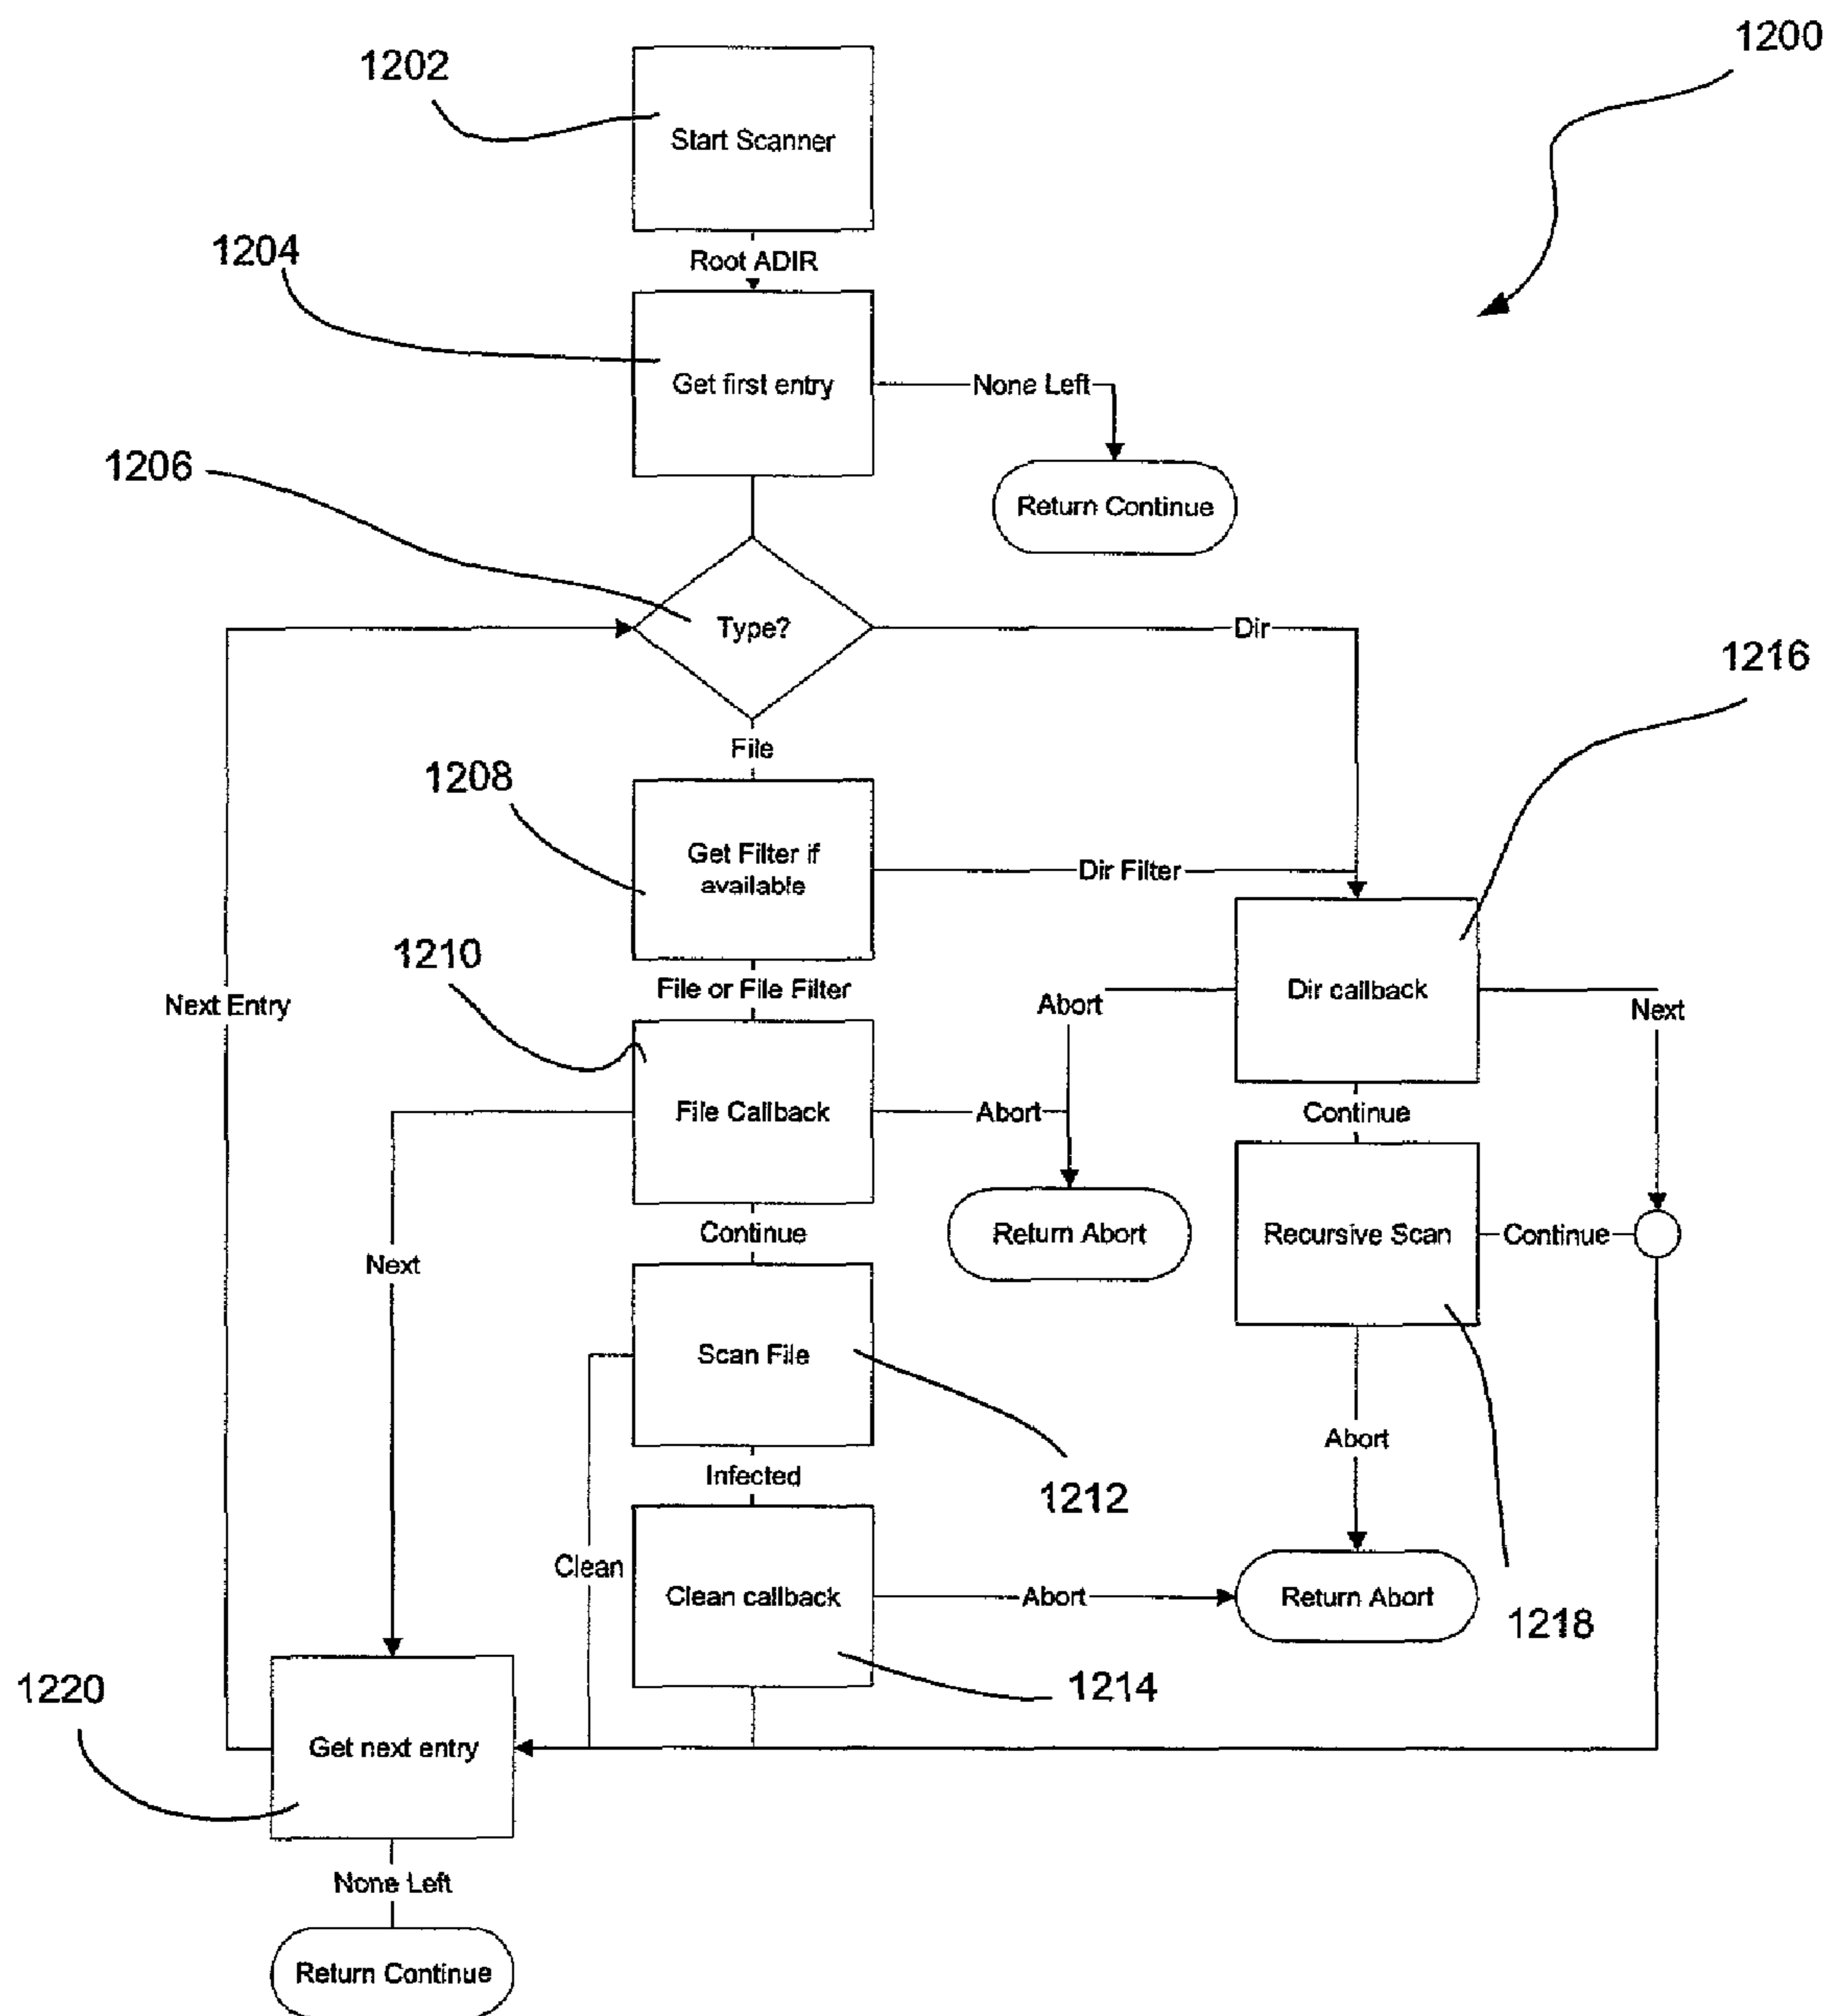 1200
1202
Start Scanner
1204
Root ADIR
Get first entry
None Left
1206
Return Continue
Type?
Dir
1216
File
1208
Get Filter if
available
Dir Filter
1210
File or File Filter
Next Entry
Abort
Dir callback
Next
File Callback
Abort
Continue
Continue
Return Abort
Recursive Scan
Continue
Next
Scan File
Abort
Infected
1212
Clean
Clean callback
Abort
Return Abort
1218
1220
1214
Get next entry
None Left
Return Continue